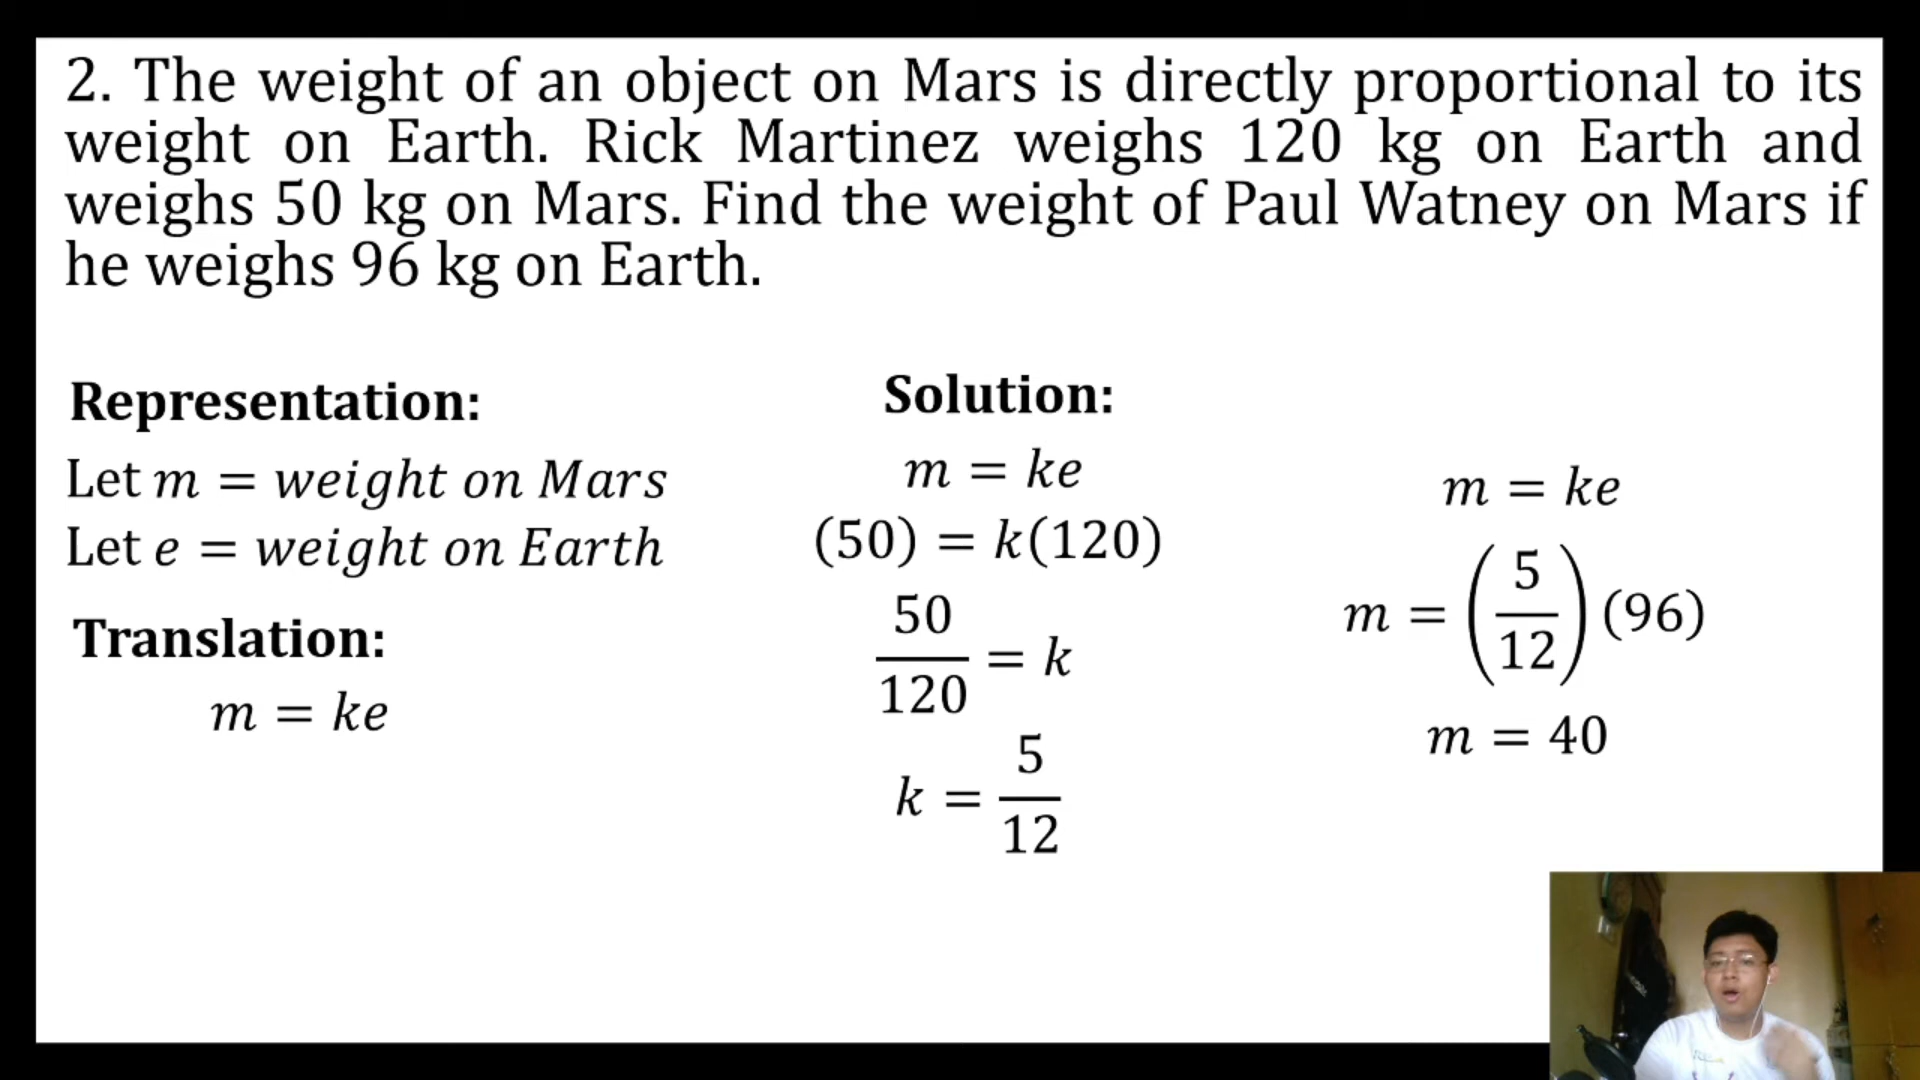 2. The weight of an object on Mars is directly proportional to its
weight on Earth. Rick Martinez weighs 120 kg on Earth and
weighs 50 kg on Mars. Find the weight of Paul Watney on Mars if
he weighs 96 kg on Earth.
Representation:
Let m = weight on Mars
Let e = weight on Earth
Translation:
m = ke
Solution:
m = ke
(50) = k(120)
50/120 = k
k = 5/12
m = ke
m = (5/12)(96)
m = 40